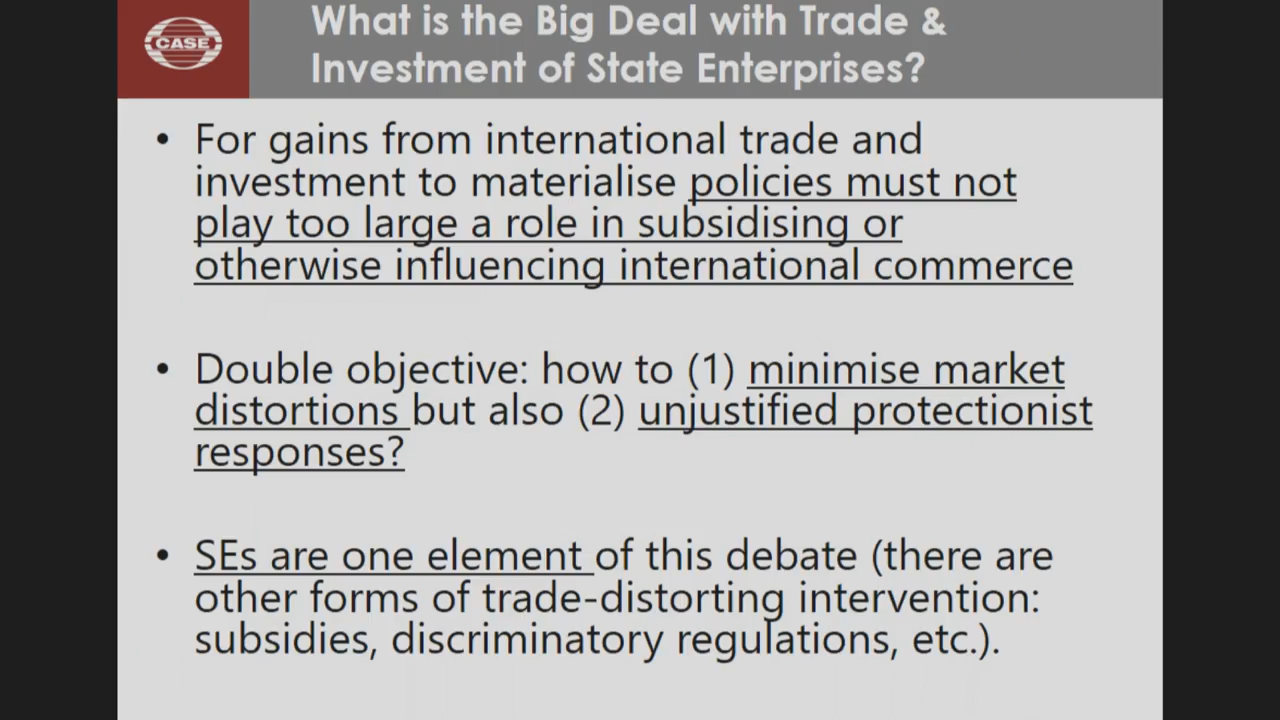 CASE
What is the Big Deal with Trade &
Investment of State Enterprises?
• For gains from international trade and
investment to materialise policies must not
play too large a role in subsidising or
otherwise influencing international commerce
• Double objective: how to (1) minimise market
distortions but also (2) unjustified protectionist
responses?
• SEs are one element of this debate (there are
other forms of trade-distorting intervention:
subsidies, discriminatory regulations, etc.).